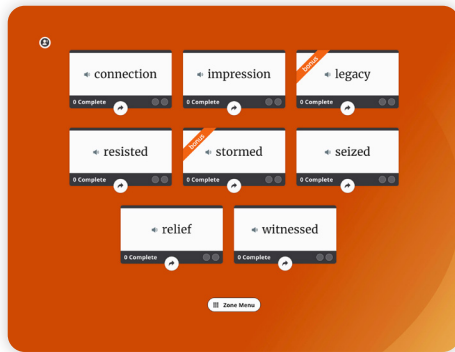 connection
0 Complete
impression
0 Complete
bonus
legacy
0 Complete
resisted
0 Complete
bonus
stormed
0 Complete
seized
0 Complete
relief
0 Complete
witnessed
0 Complete
Zone Menu